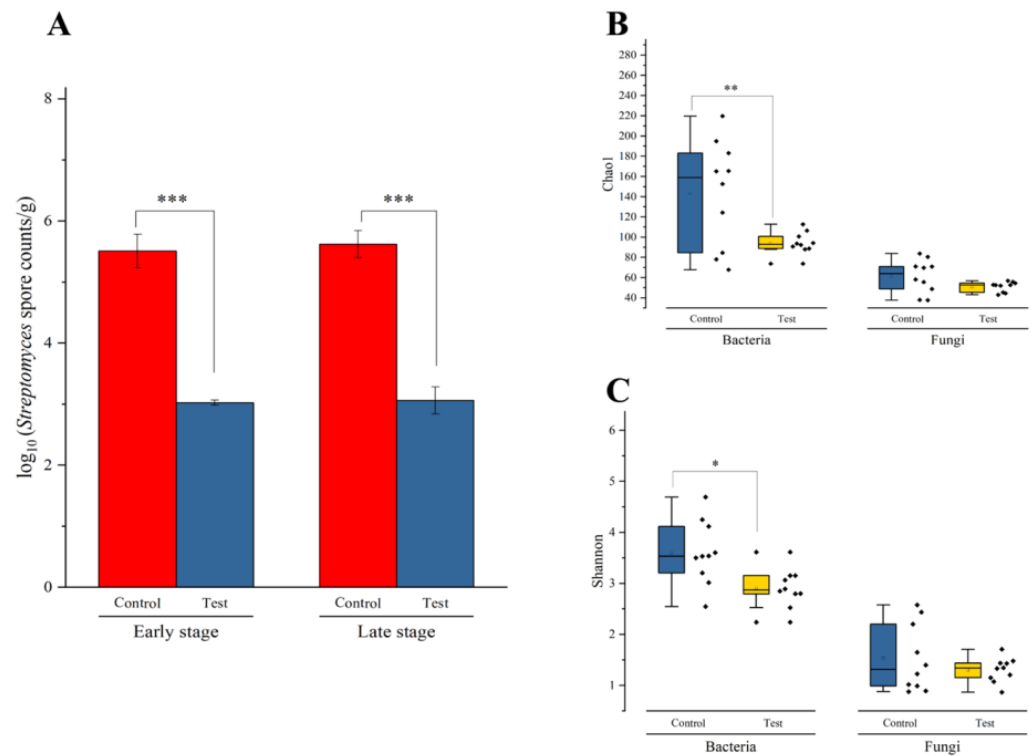 A
log10 (Streptomyces spore counts/g)
8
6
4
2
0
***
***
Control Test Control Test
Early stage Late stage
B
Chao1
280
260
240
220
200
180
160
140
120
100
80
60
40
**
Control Test Control Test
Bacteria Fungi
C
Shannon
6
5
4
3
2
1
*
Control Test Control Test
Bacteria Fungi